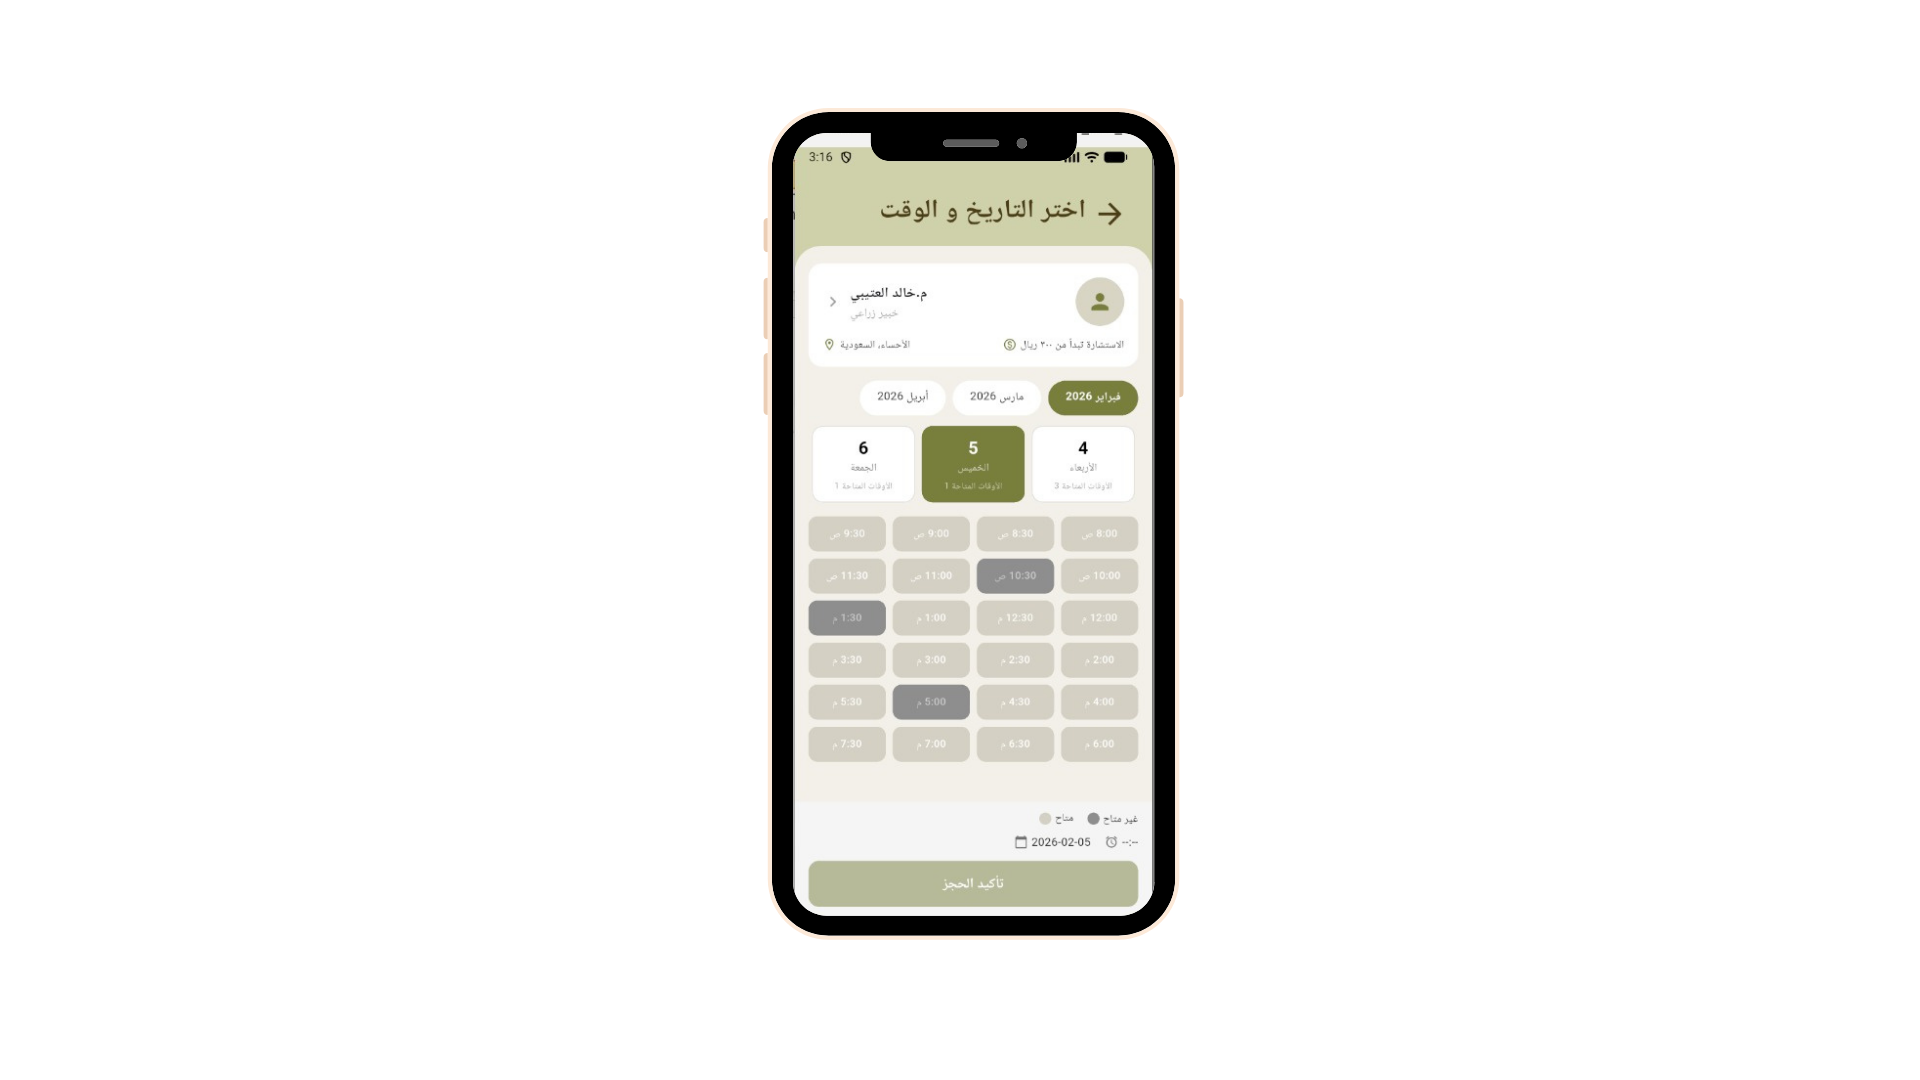 3:16
اختر التاريخ و الوقت
م.خالد العتيبي
خبير زراعي
الاستشارة تبدأ من ٣٠٠ ريال
الأحساء، السعودية
فبراير 2026 مارس 2026 أبريل 2026
4 5 6
الأربعاء الخميس الجمعة
الأوقات المتاحة 3 الأوقات المتاحة 1 الأوقات المتاحة 1
8:00 ص 8:30 ص 9:00 ص 9:30 ص
10:00 ص 10:30 ص 11:00 ص 11:30 ص
12:00 م 12:30 م 1:00 م 1:30 م
2:00 م 2:30 م 3:00 م 3:30 م
4:00 م 4:30 م 5:00 م 5:30 م
6:00 م 6:30 م 7:00 م 7:30 م
غير متاح متاح
--:-- 2026-02-05
تأكيد الحجز